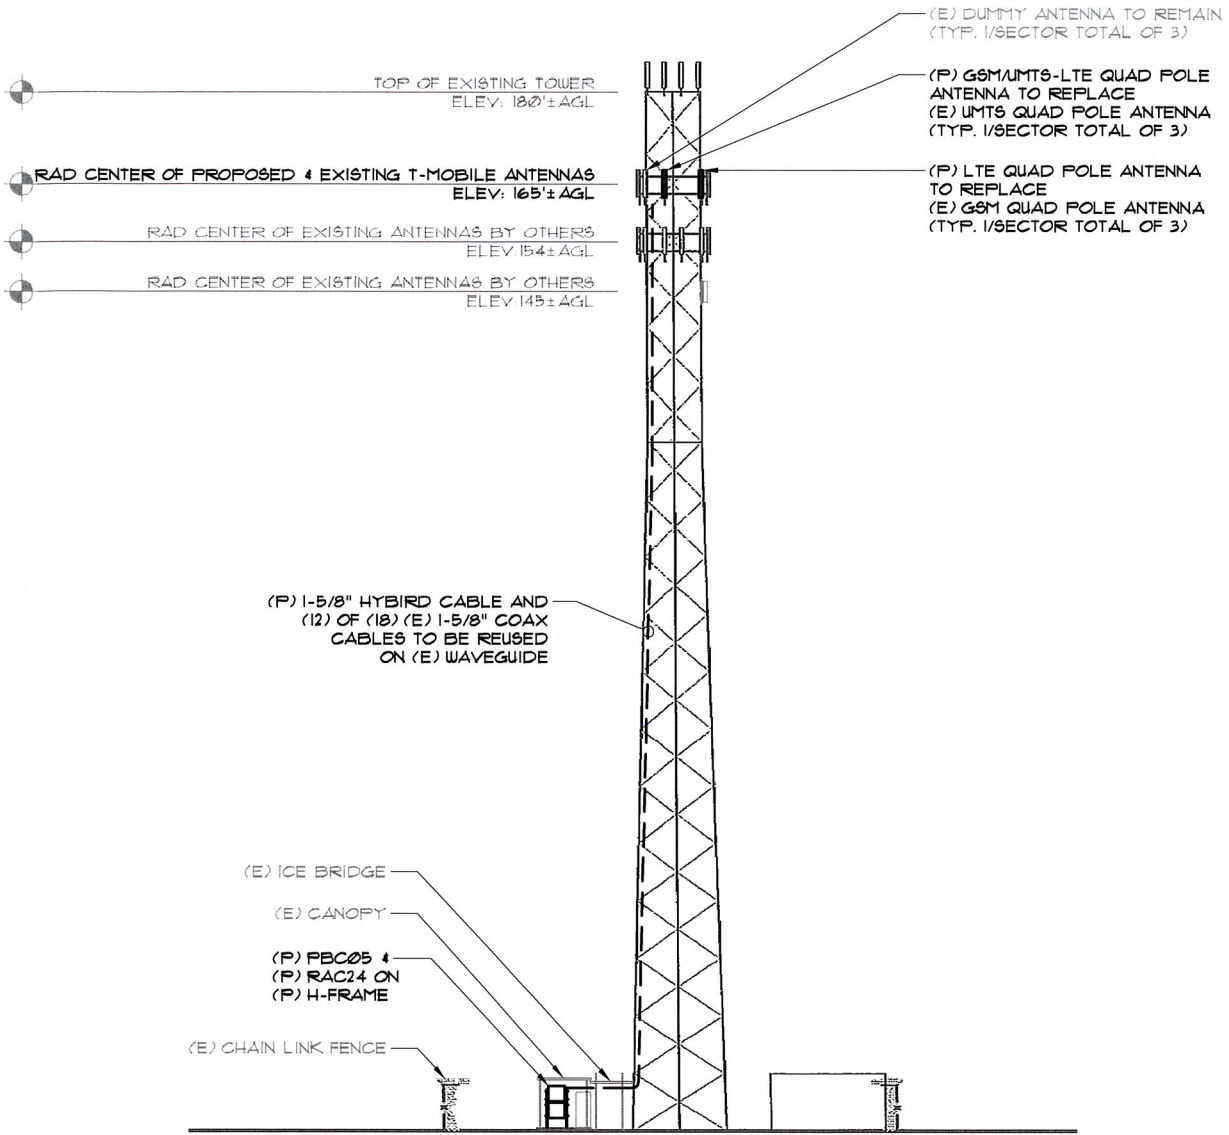 (E) DUMMY ANTENNA TO REMAIN
(TYP. 1/SECTOR TOTAL OF 3)
TOP OF EXISTING TOWER
ELEV: 180'± AGL
(P) GSM/UMTS-LTE QUAD POLE
ANTENNA TO REPLACE
(E) UMTS QUAD POLE ANTENNA
(TYP. 1/SECTOR TOTAL OF 3)
RAD CENTER OF PROPOSED & EXISTING T-MOBILE ANTENNAS
ELEV: 165'± AGL
(P) LTE QUAD POLE ANTENNA
TO REPLACE
(E) GSM QUAD POLE ANTENNA
(TYP. 1/SECTOR TOTAL OF 3)
RAD CENTER OF EXISTING ANTENNAS BY OTHERS
ELEV 154± AGL
RAD CENTER OF EXISTING ANTENNAS BY OTHERS
ELEV 145± AGL
(P) 1-5/8" HYBIRD CABLE AND
(12) OF (18) (E) 1-5/8" COAX
CABLES TO BE REUSED
ON (E) WAVEGUIDE
(E) ICE BRIDGE
(E) CANOPY
(P) PBC05 &
(P) RAC24 ON
(P) H-FRAME
(E) CHAIN LINK FENCE